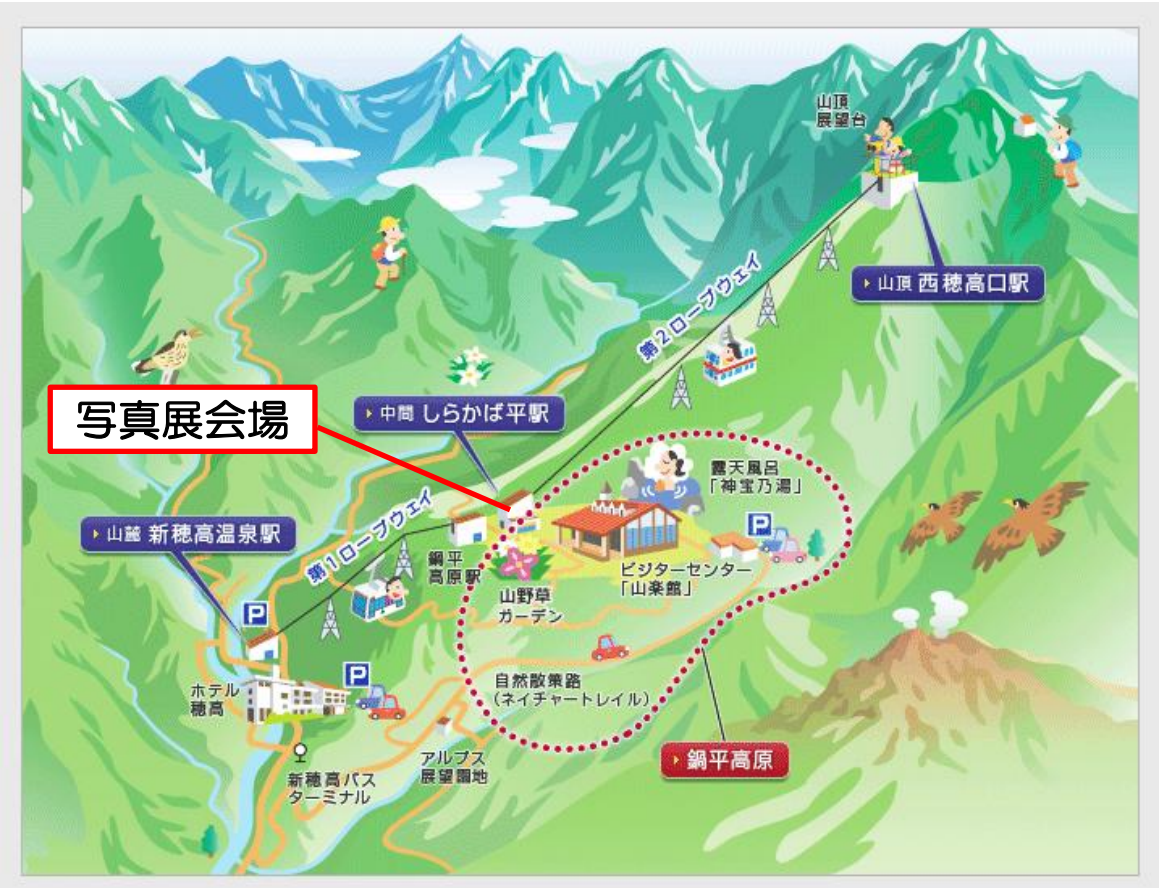 山頂
展望台
山頂 西穂高口駅
第2ロープウェイ
写真展会場
中間 しらかば平駅
露天風呂
「神宝乃湯」
P
山麓 新穂高温泉駅
第1ロープウェイ
鍋平
高原駅
ビジターセンター
「山楽館」
山野草
ガーデン
P
P
自然散策路
(ネイチャートレイル)
ホテル
穂高
鍋平高原
アルプス
展望園地
新穂高バス
ターミナル